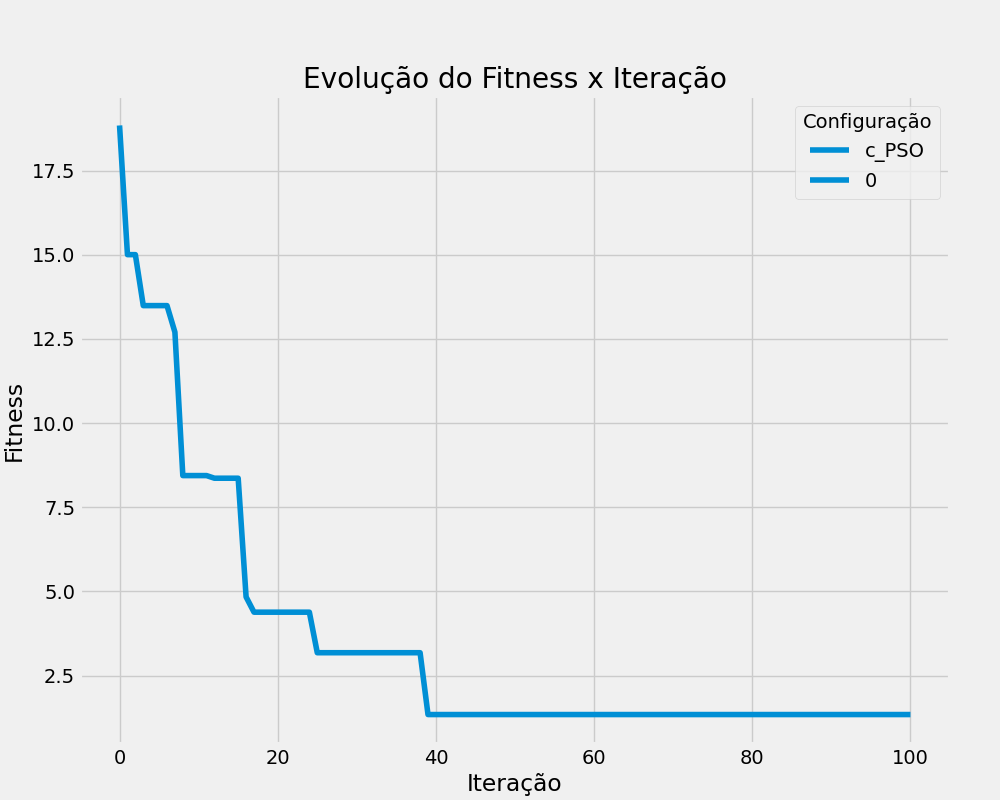 Evolução do Fitness x Iteração
Configuração
c_PSO
0
17.5
15.0
12.5
10.0
7.5
5.0
2.5
Fitness
0 20 40 60 80 100
Iteração